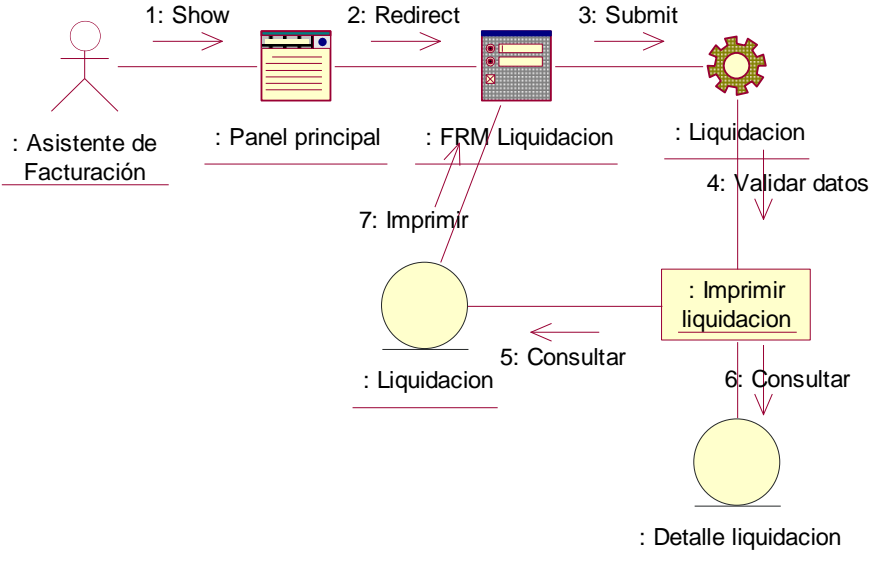 1: Show
2: Redirect
3: Submit
: Asistente de
Facturación
: Panel principal
: FRM Liquidacion
: Liquidacion
4: Validar datos
7: Imprimir
: Imprimir
liquidacion
5: Consultar
: Liquidacion
6: Consultar
: Detalle liquidacion